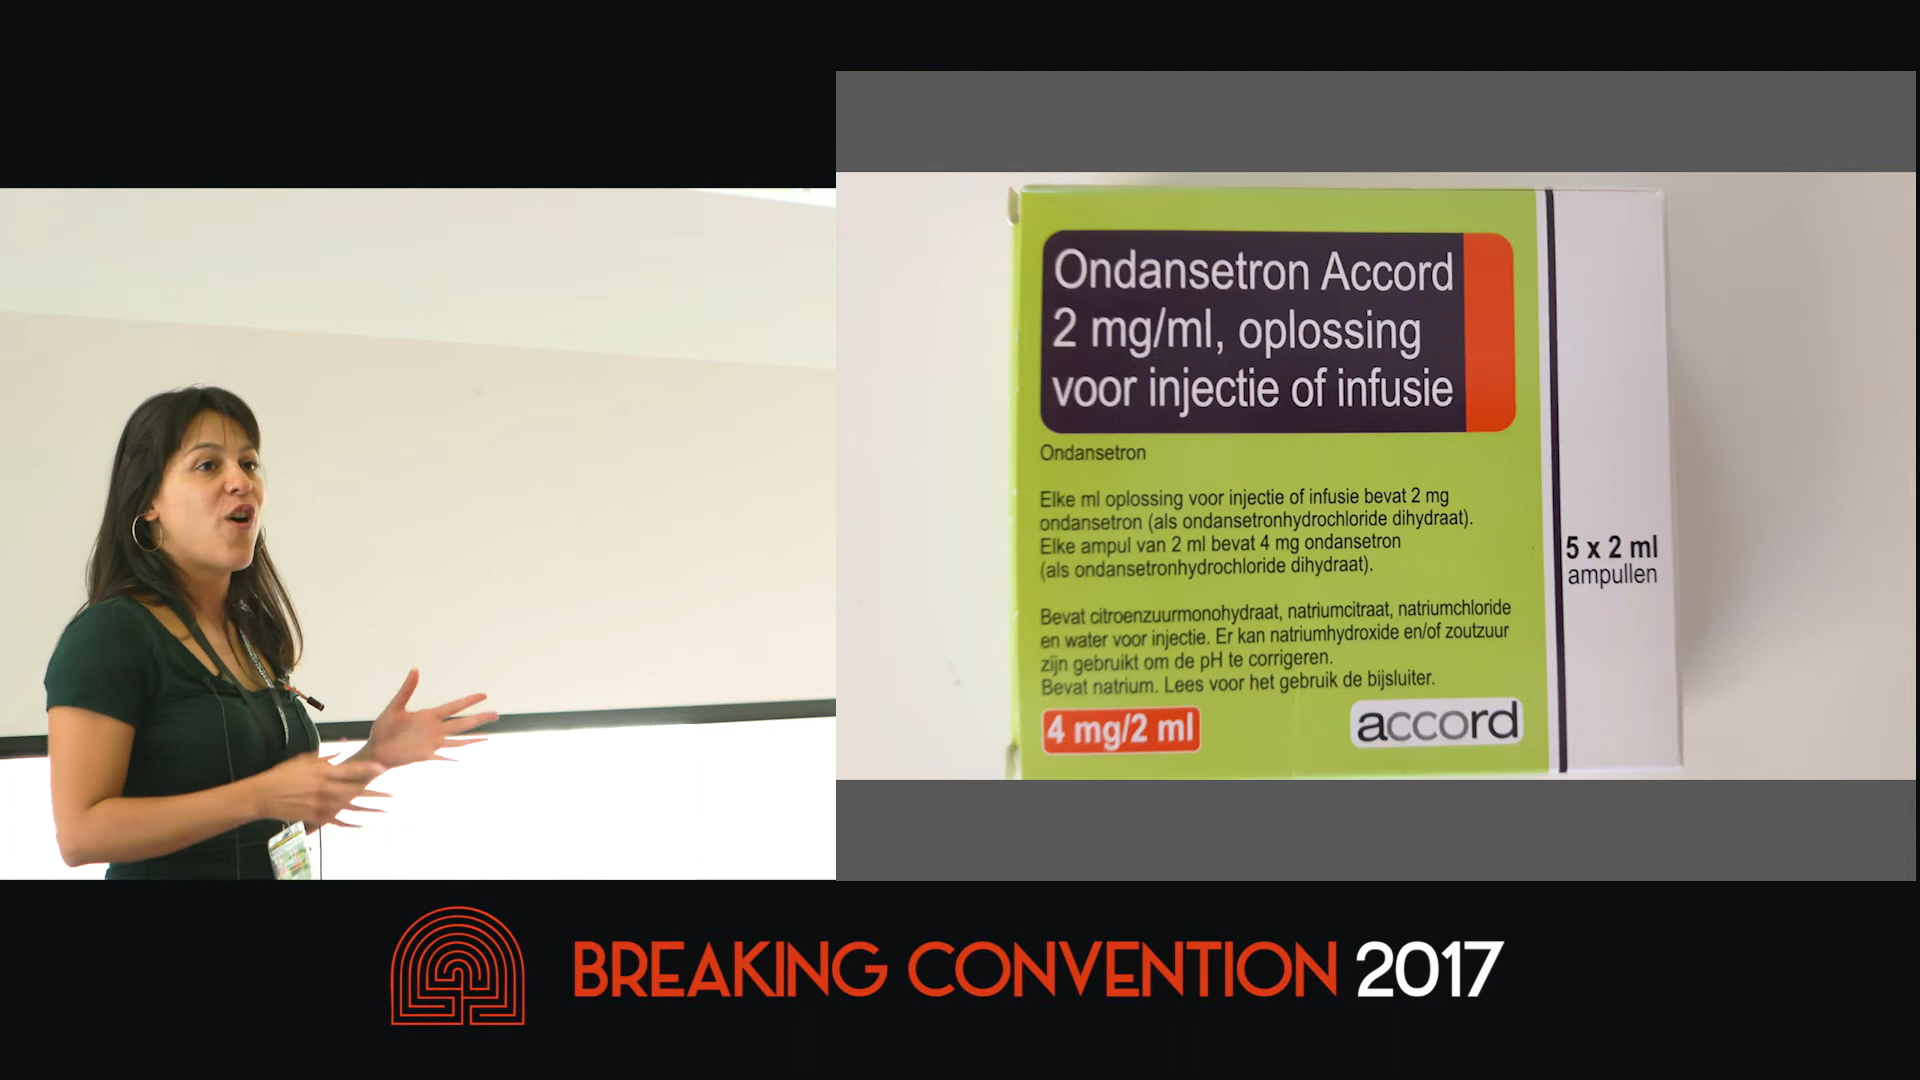 Ondansetron Accord
2 mg/ml, oplossing
voor injectie of infusie
Ondansetron
Elke ml oplossing voor injectie of infusie bevat 2 mg
ondansetron (als ondansetronhydrochloride dihydraat).
Elke ampul van 2 ml bevat 4 mg ondansetron
(als ondansetronhydrochloride dihydraat).
Bevat citroenzuurmonohydraat, natriumcitraat, natriumchloride
en water voor injectie. Er kan natriumhydroxide en/of zoutzuur
zijn gebruikt om de pH te corrigeren.
Bevat natrium. Lees voor het gebruik de bijsluiter.
4 mg/2 ml
accord
5 x 2 ml
ampullen
BREAKING CONVENTION 2017